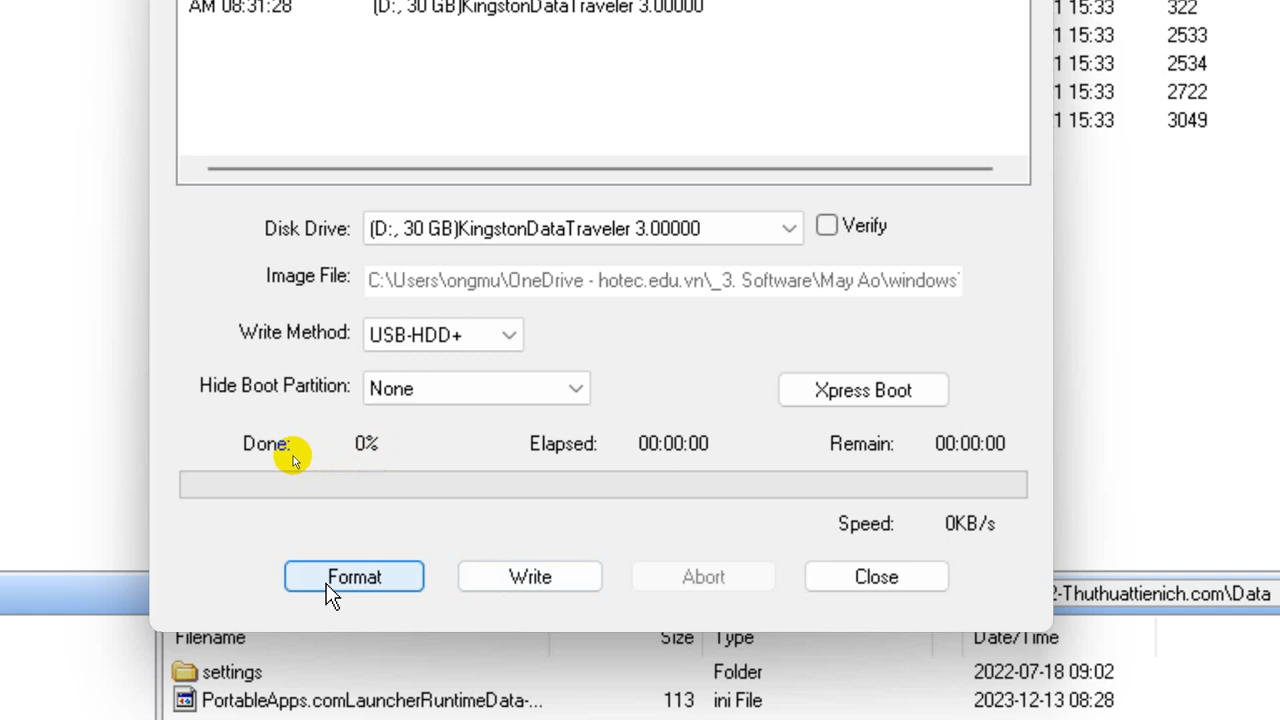 AM 08:31:28 (D:, 30 GB)KingstonDataTraveler 3.00000
1 15:33 322
1 15:33 2533
1 15:33 2534
1 15:33 2722
1 15:33 3049
Disk Drive: (D:, 30 GB)KingstonDataTraveler 3.00000 Verify
Image File: C:\Users\ongmu\OneDrive - hotec.edu.vn\_3. Software\May Ao\windows
Write Method: USB-HDD+
Hide Boot Partition: None Xpress Boot
Done: 0% Elapsed: 00:00:00 Remain: 00:00:00
Speed: 0KB/s
Format Write Abort Close
2-Thuthuattienich.com\Data
Filename Size Type Date/Time
settings Folder 2022-07-18 09:02
PortableApps.comLauncherRuntimeData-... 113 ini File 2023-12-13 08:28